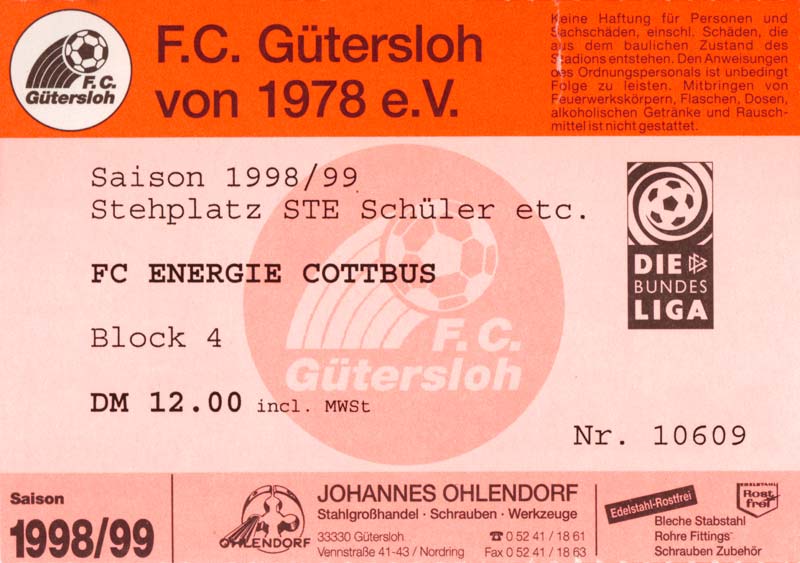 F.C.
Gütersloh
F.C. Gütersloh
von 1978 e.V.
Keine Haftung für Personen und
Sachschäden, einschl. Schäden, die
aus dem baulichen Zustand des
Stadions entstehen. Den Anweisungen
des Ordnungspersonals ist unbedingt
Folge zu leisten. Mitbringen von
Feuerwerkskörpern, Flaschen, Dosen,
alkoholischen Getränke und Rausch-
mittel ist nicht gestattet.
Saison 1998/99
Stehplatz STE Schüler etc.
FC ENERGIE COTTBUS
Block 4
DM 12.00 incl. MWSt
F.C.
Gütersloh
DIE DFB
BUNDES
LIGA
Nr. 10609
Saison
1998/99
OHLENDORF
JOHANNES OHLENDORF
Stahlgroßhandel · Schrauben · Werkzeuge
33330 Gütersloh ☎ 0 52 41 / 18 61
Vennstraße 41-43 / Nordring Fax 0 52 41 / 18 63
Edelstahl-Rostfrei
EDELSTAHL
Rost
frei
Bleche Stabstahl
Rohre Fittings
Schrauben Zubehör